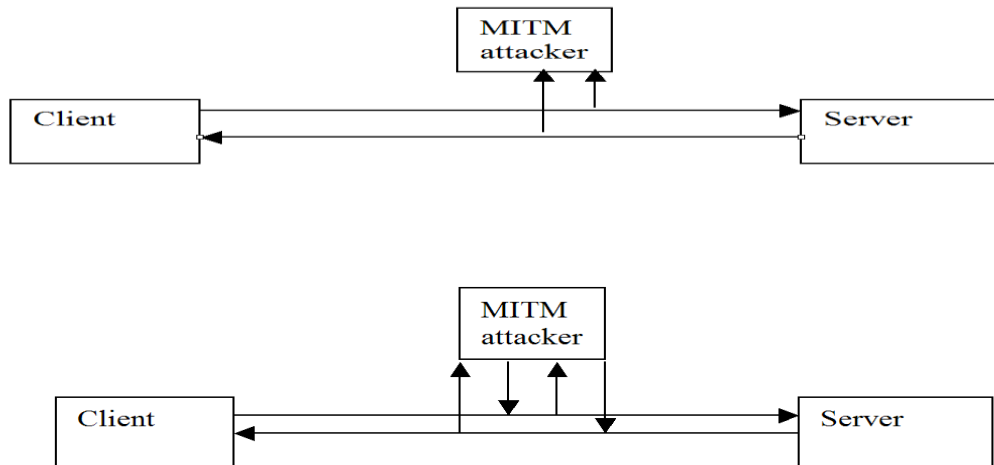 MITM
attacker
Client
Server
MITM
attacker
Client
Server